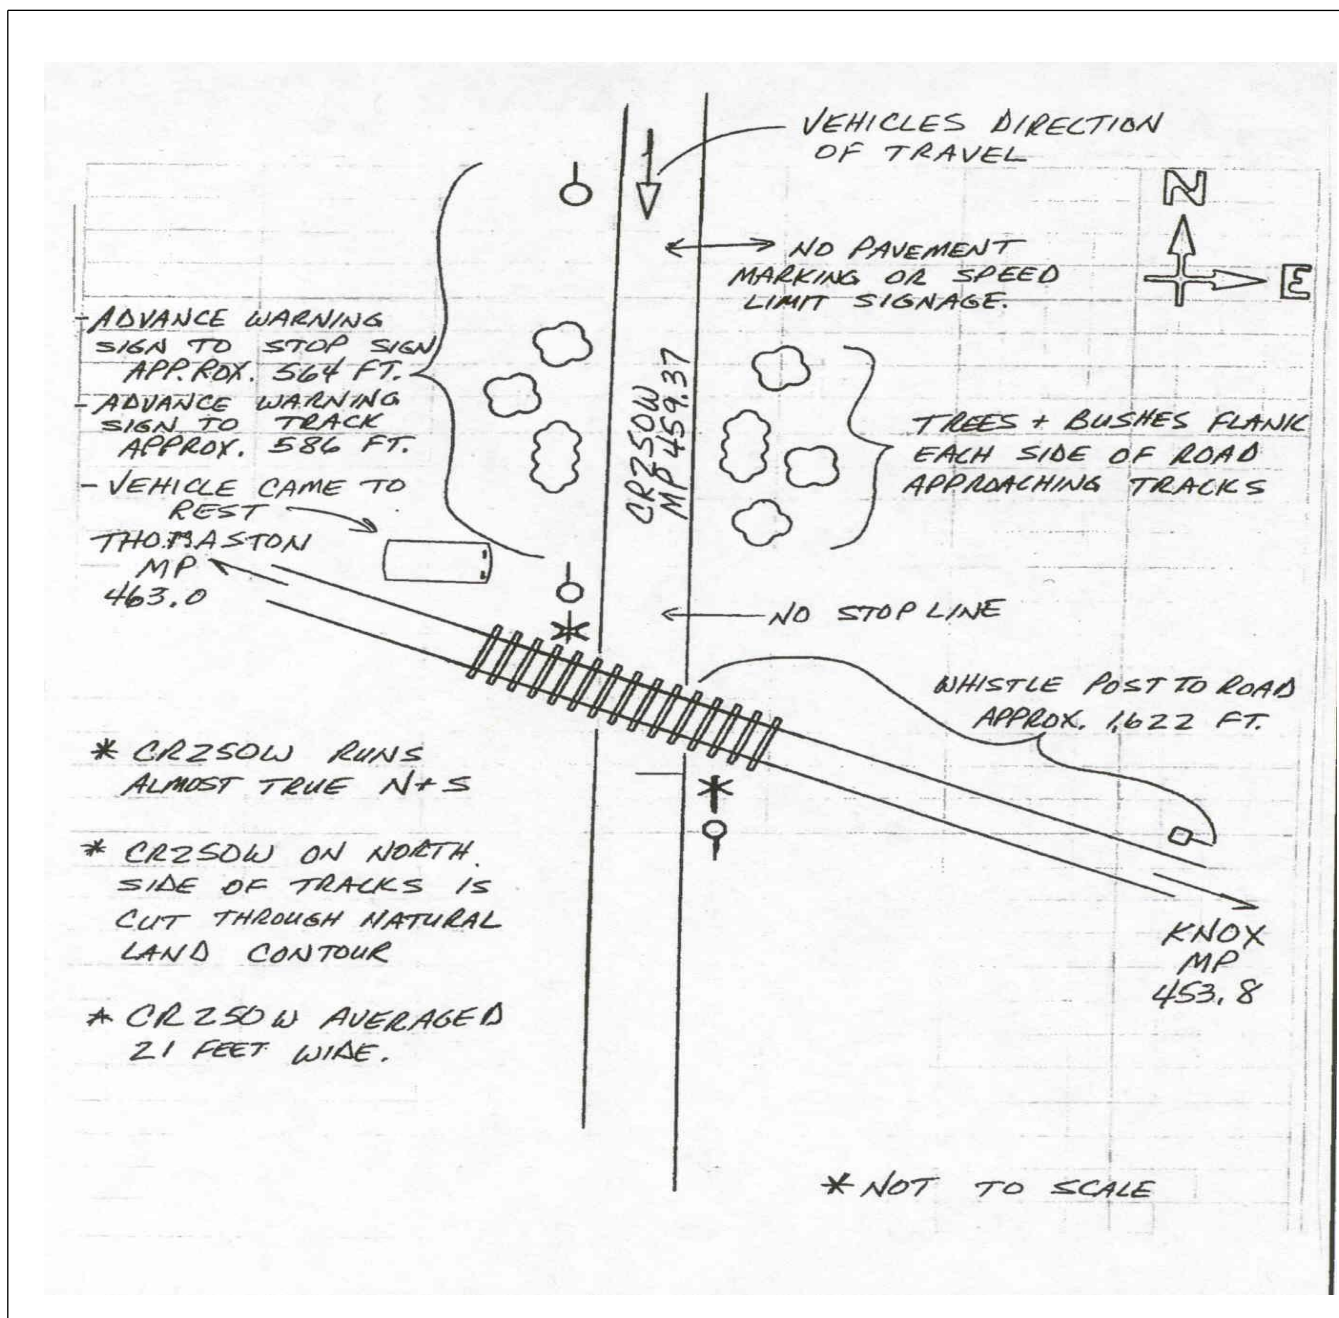 VEHICLES DIRECTION
OF TRAVEL
N
E
NO PAVEMENT
MARKING OR SPEED
LIMIT SIGNAGE.
- ADVANCE WARNING
SIGN TO STOP SIGN
APPROX. 564 FT.
- ADVANCE WARNING
SIGN TO TRACK
APPROX. 586 FT.
- VEHICLE CAME TO
REST
THOMASTON
MP
463.0
CR250W
MP 459.37
TREES + BUSHES FLANK
EACH SIDE OF ROAD
APPROACHING TRACKS
NO STOP LINE
WHISTLE POST TO ROAD
APPROX. 1,622 FT.
* CR250W RUNS
ALMOST TRUE N+S
* CR250W ON NORTH
SIDE OF TRACKS IS
CUT THROUGH NATURAL
LAND CONTOUR
* CR250W AVERAGED
21 FEET WIDE.
KNOX
MP
453.8
* NOT TO SCALE